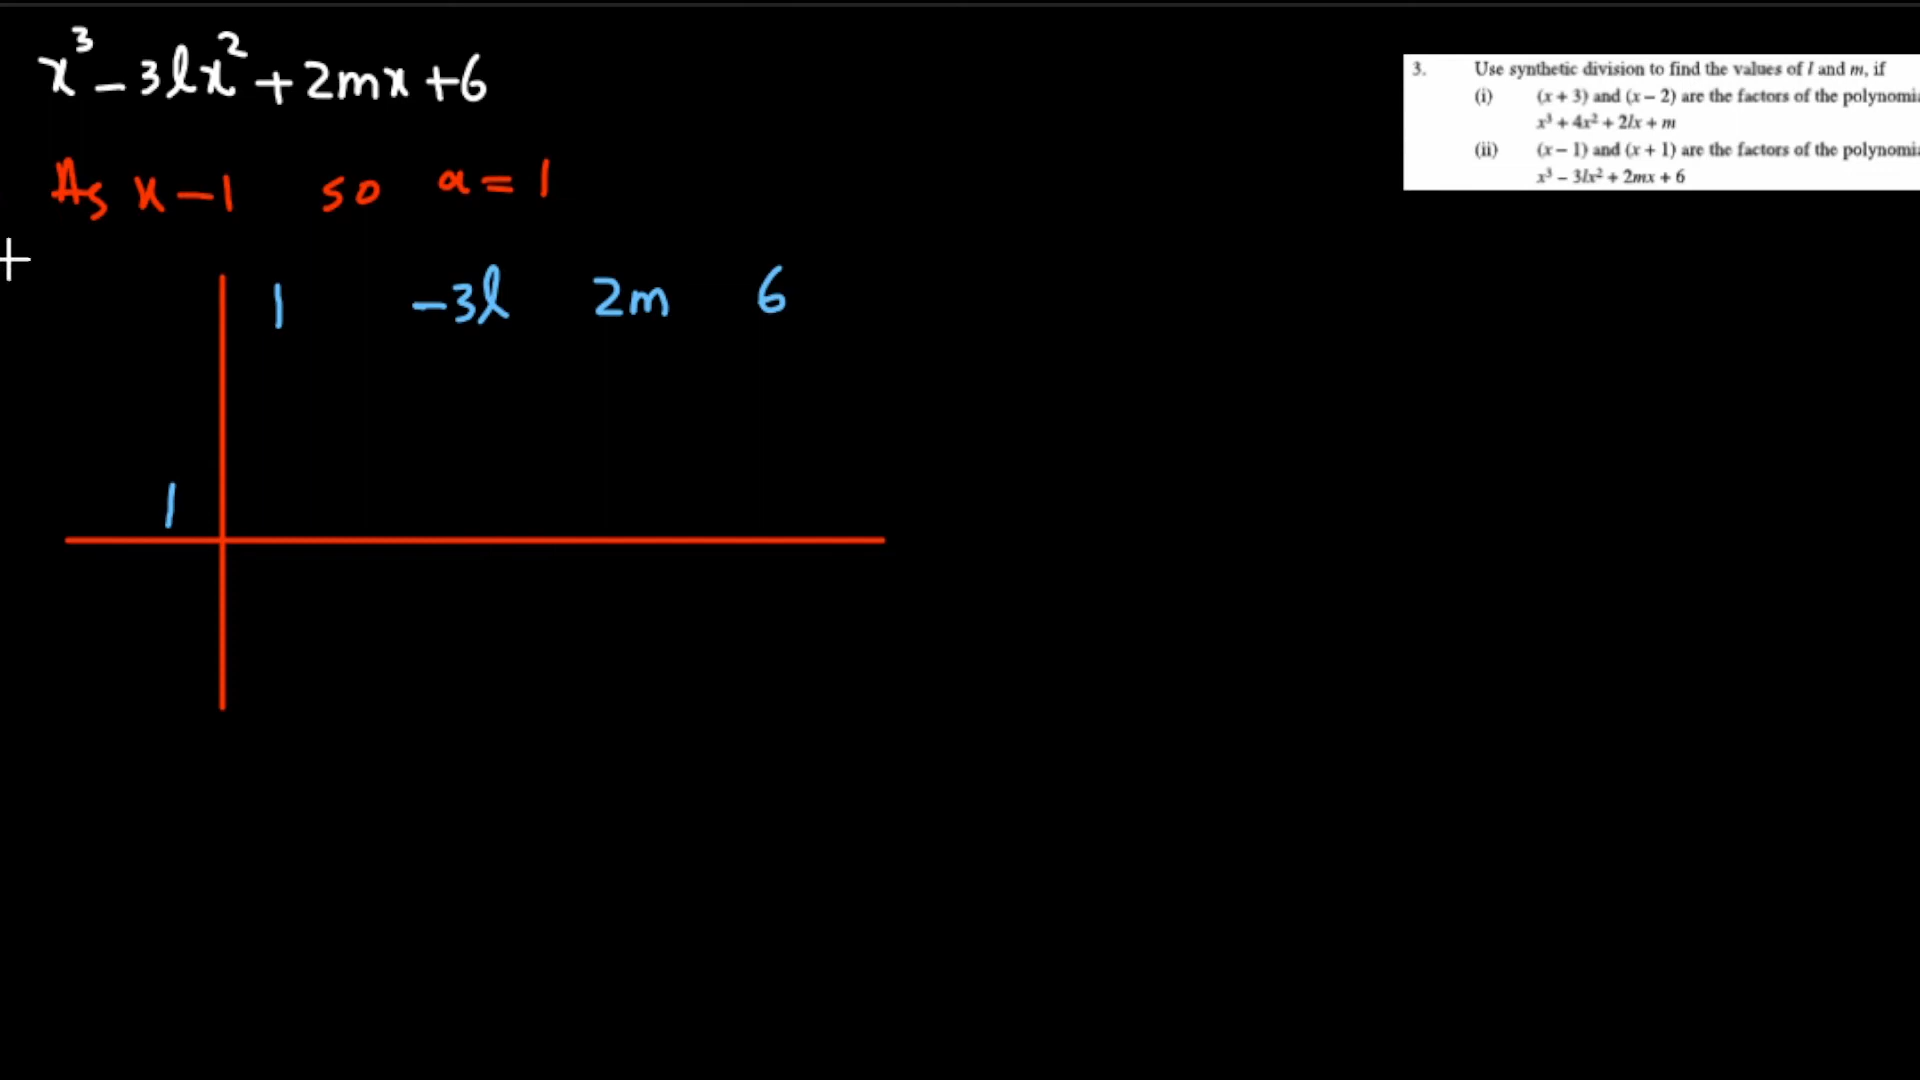 x³ - 3lx² + 2mx + 6
As x - 1 so a = 1
1 -3l 2m 6
1
3. Use synthetic division to find the values of l and m, if
(i) (x + 3) and (x – 2) are the factors of the
x³ + 4x² + 2lx + m
(ii) (x – 1) and (x + 1) are the factors of the
x³ – 3lx² + 2mx + 6